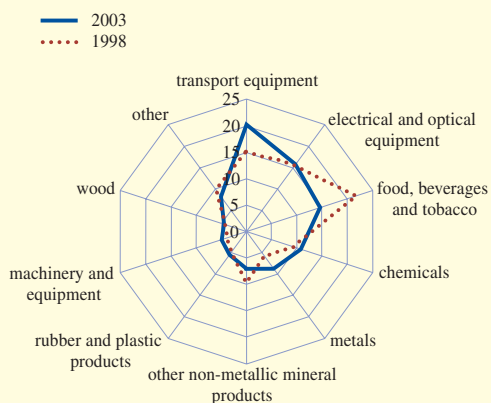 2003
1998
transport equipment
25
20
15
10
5
0
electrical and optical
equipment
food, beverages
and tobacco
chemicals
metals
other non-metallic mineral
products
rubber and plastic
products
machinery and
equipment
wood
other